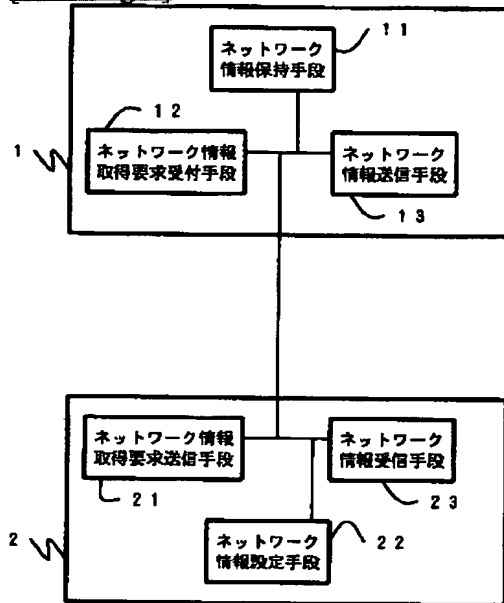 ネットワーク
情報保持手段
11
12
1
ネットワーク情報
取得要求受付手段
ネットワーク
情報送信手段
13
ネットワーク情報
取得要求送信手段
21
ネットワーク
情報受信手段
23
2
ネットワーク
情報設定手段
22